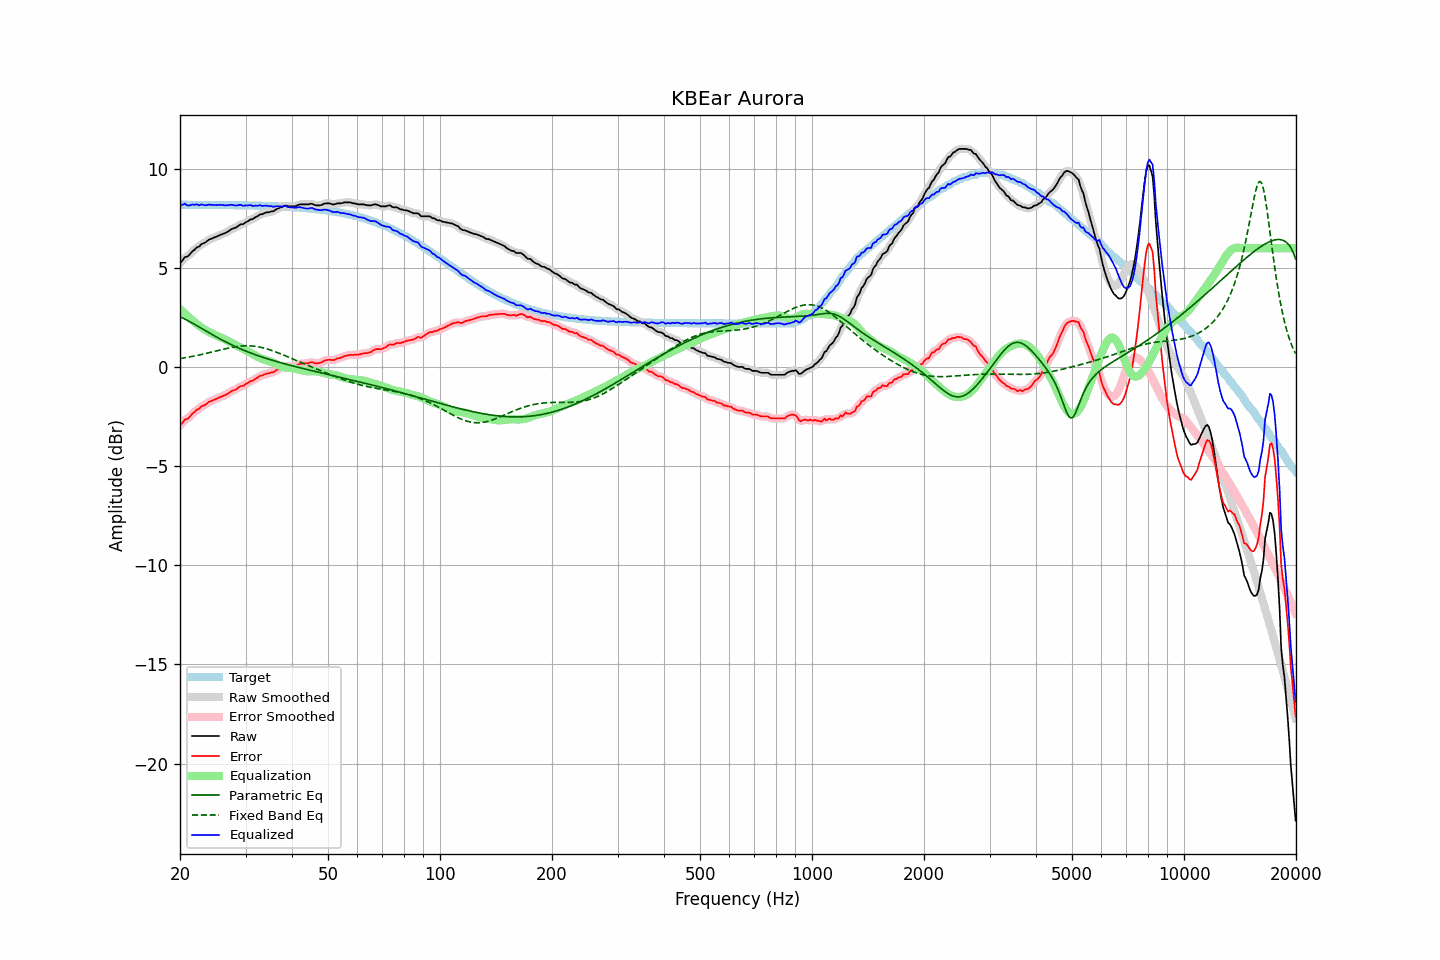 KBEar Aurora
10
5
0
−5
−10
−15
−20
Amplitude (dBr)
Target
Raw Smoothed
Error Smoothed
Raw
Error
Equalization
Parametric Eq
Fixed Band Eq
Equalized
20 50 100 200 500 1000 2000 5000 10000 20000
Frequency (Hz)